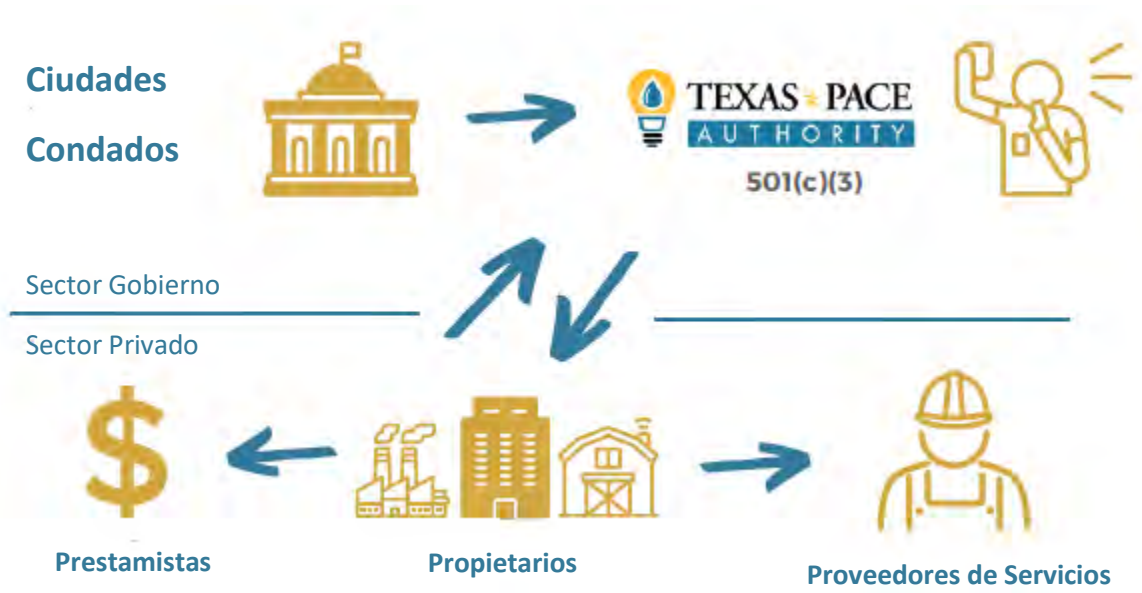 Ciudades
Condados
TEXAS PACE
AUTHORITY
501(c)(3)
Sector Gobierno
Sector Privado
$
Prestamistas
Propietarios
Proveedores de Servicios